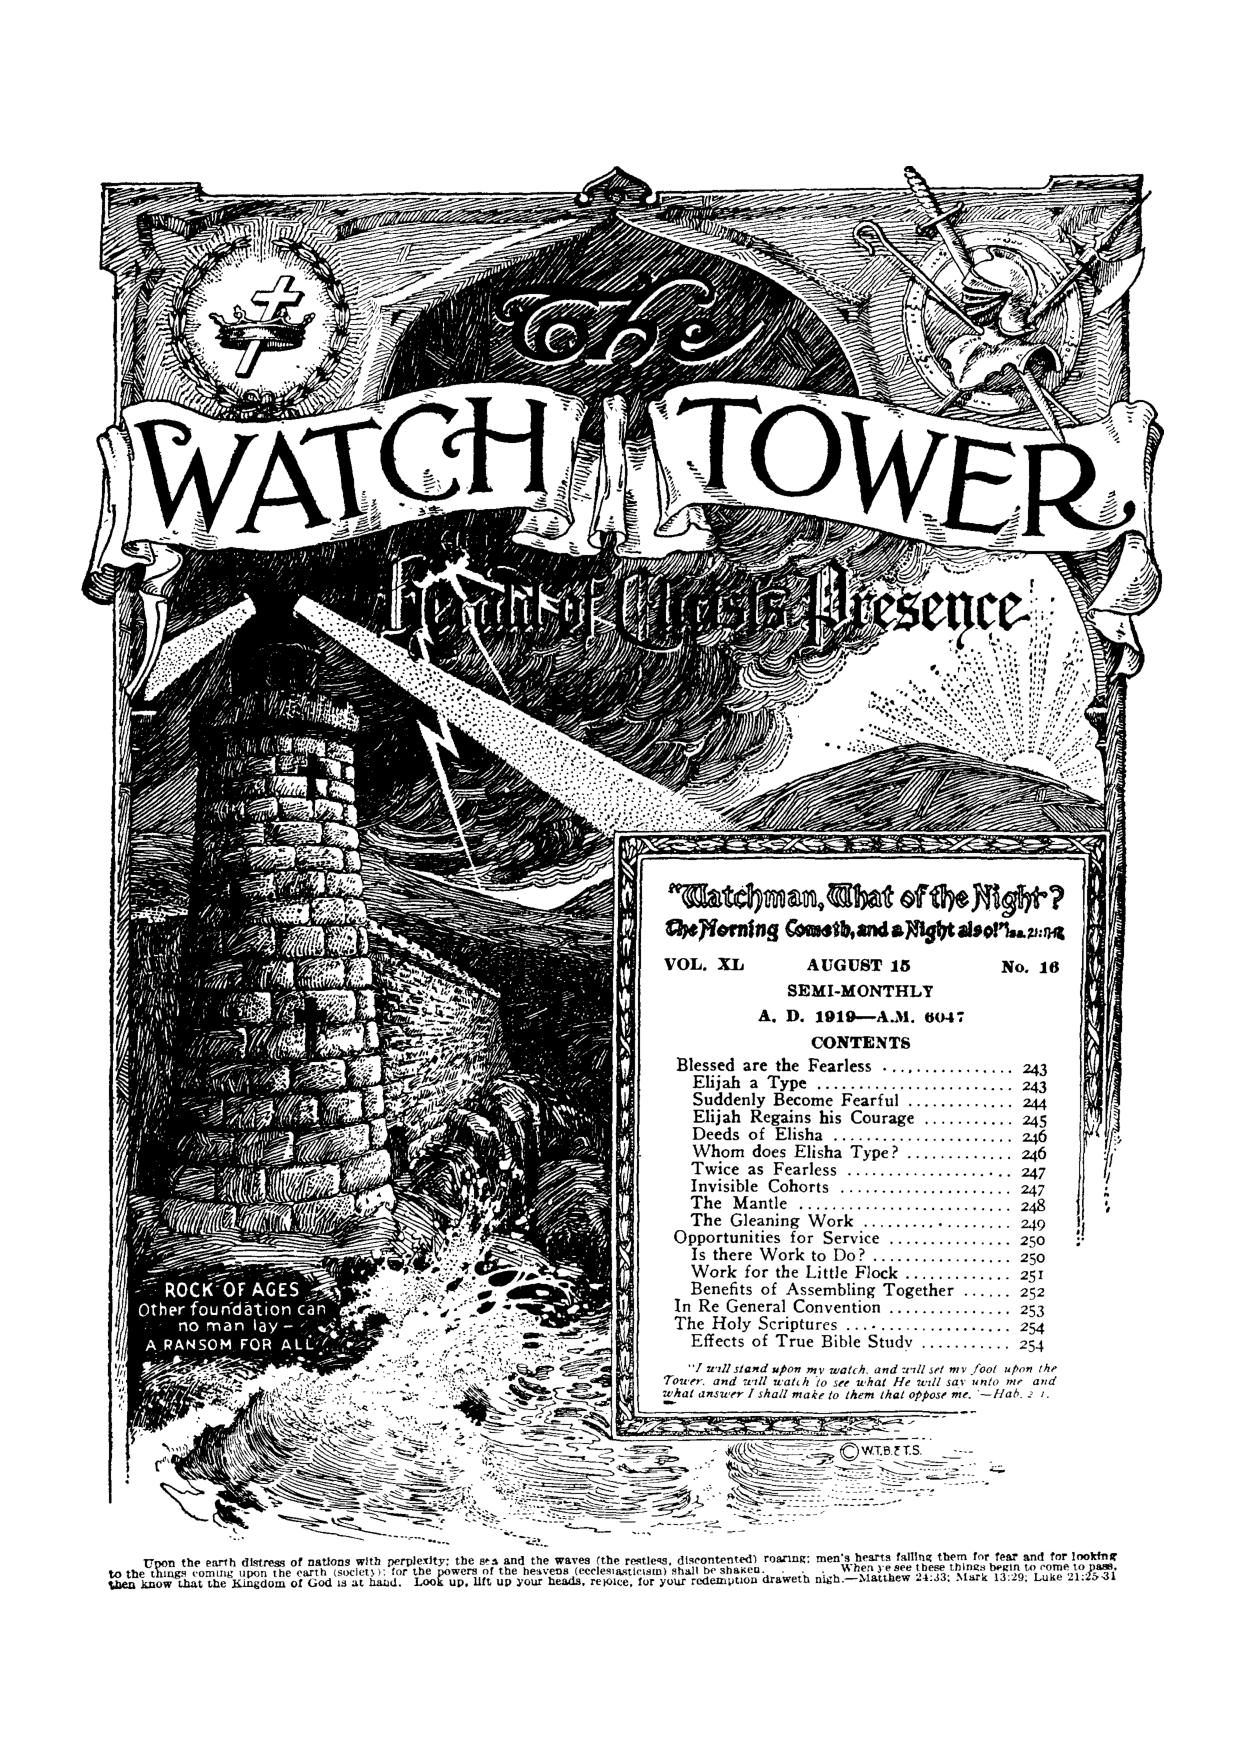 The
WATCH TOWER
Herald of Christ's Presence
"Watchman, What of the Night?
The Morning Cometh, and a Night also!" Isa. 21:11-12
VOL. XL AUGUST 15 No. 16
SEMI-MONTHLY
A. D. 1919—A.M. 6047
CONTENTS
Blessed are the Fearless ................ 243
Elijah a Type ........................ 243
Suddenly Become Fearful ............. 244
Elijah Regains his Courage ........... 245
Deeds of Elisha ...................... 246
Whom does Elisha Type? ............. 246
Twice as Fearless .................... 247
Invisible Cohorts ..................... 247
The Mantle .......................... 248
The Gleaning Work .................. 249
Opportunities for Service ............... 250
Is there Work to Do? ................. 250
Work for the Little Flock ............. 251
Benefits of Assembling Together ...... 252
In Re General Convention ............... 253
The Holy Scriptures .................... 254
Effects of True Bible Study ........... 254
"I will stand upon my watch, and will set my foot upon the
Tower, and will watch to see what He will say unto me, and
what answer I shall make to them that oppose me."—Hab. 2:1.
ROCK OF AGES
Other foundation can
no man lay —
A RANSOM FOR ALL
© W.T.B.& T.S.
Upon the earth distress of nations with perplexity; the sea and the waves (the restless, discontented) roaring; men's hearts failing them for fear and for looking
to the things coming upon the earth (society); for the powers of the heavens (ecclesiasticism) shall be shaken. . . . When ye see these things begin to come to pass,
then know that the Kingdom of God is at hand. Look up, lift up your heads, rejoice, for your redemption draweth nigh.—Matthew 24:33; Mark 13:29; Luke 21:25-31